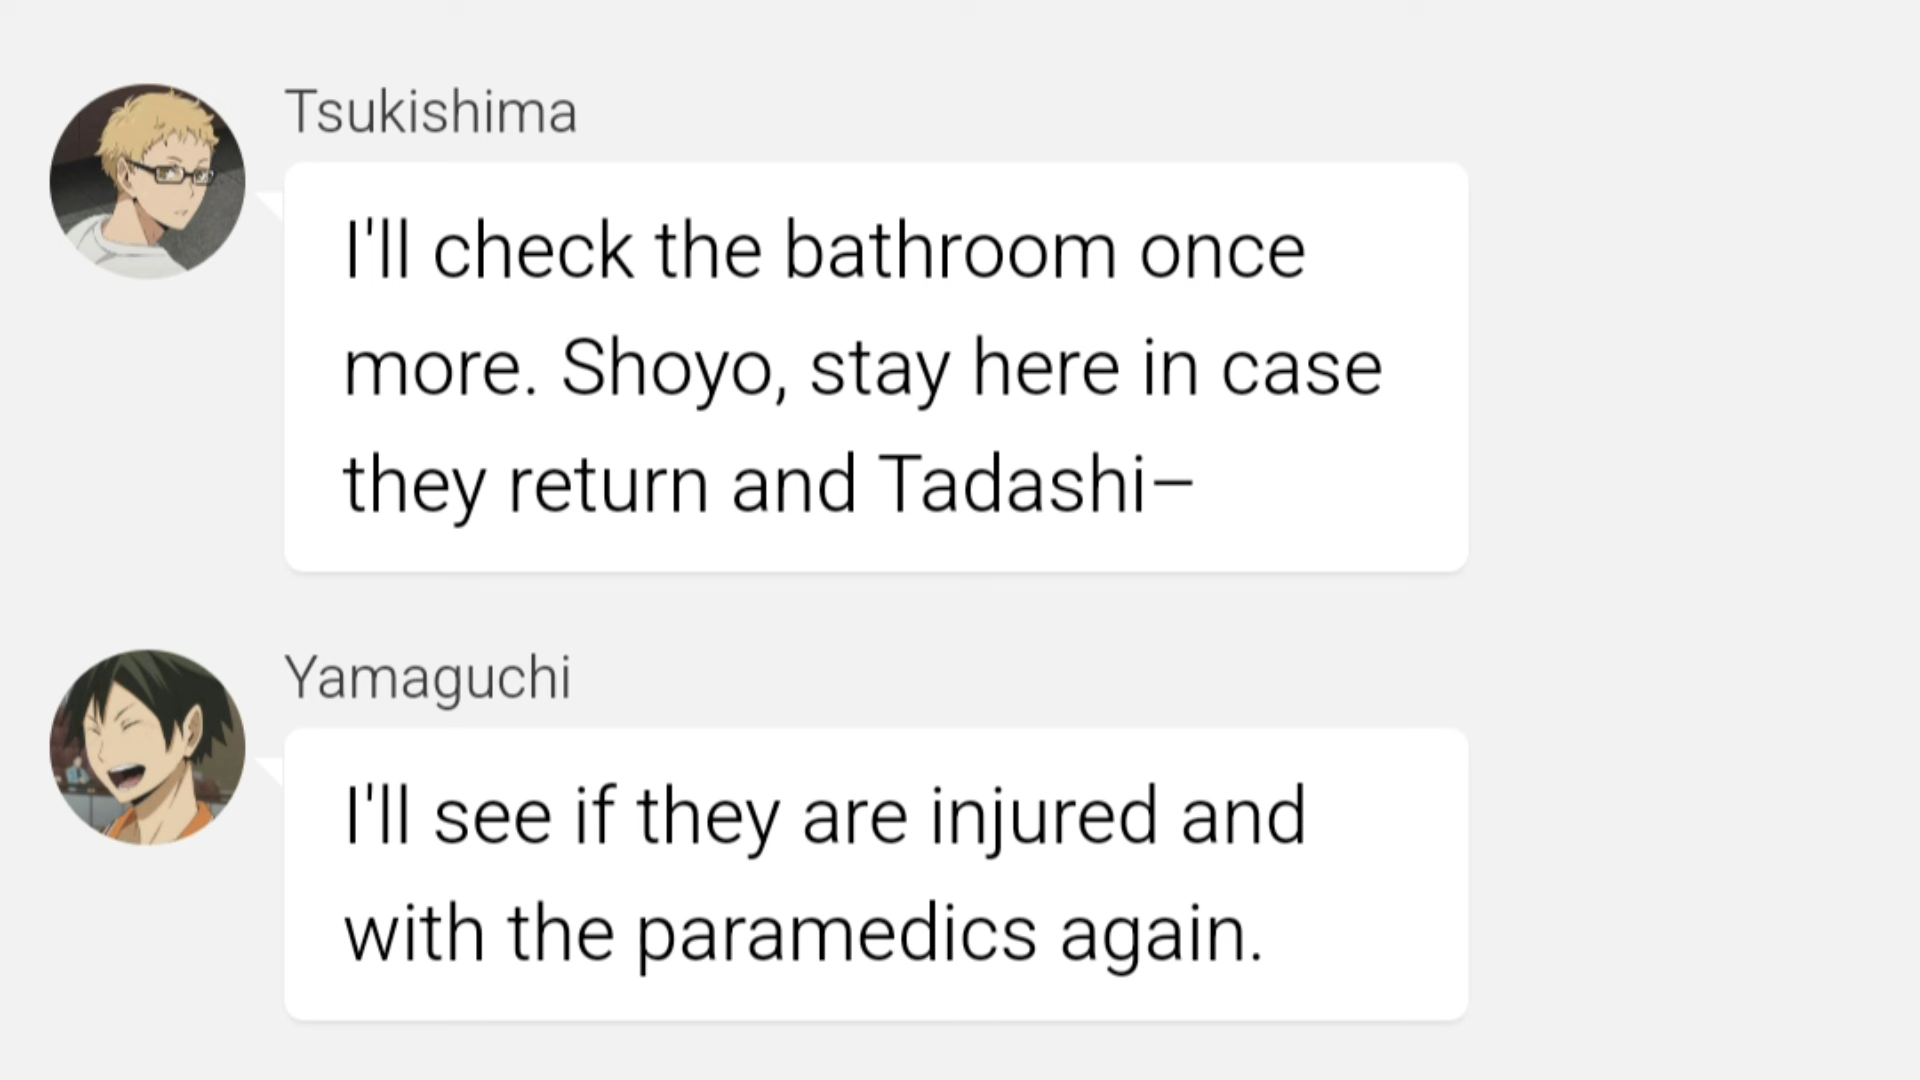 Tsukishima
I'll check the bathroom once
more. Shoyo, stay here in case
they return and Tadashi–
Yamaguchi
I'll see if they are injured and
with the paramedics again.